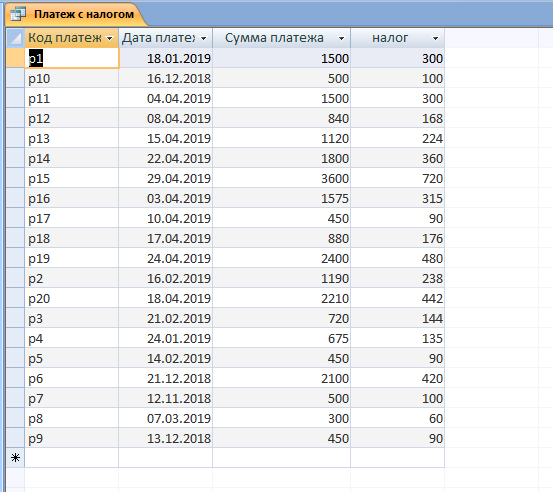 Платеж с налогом
Код платеж Дата платеж Сумма платежа налог
p1 18.01.2019 1500 300
p10 16.12.2018 500 100
p11 04.04.2019 1500 300
p12 08.04.2019 840 168
p13 15.04.2019 1120 224
p14 22.04.2019 1800 360
p15 29.04.2019 3600 720
p16 03.04.2019 1575 315
p17 10.04.2019 450 90
p18 17.04.2019 880 176
p19 24.04.2019 2400 480
p2 16.02.2019 1190 238
p20 18.04.2019 2210 442
p3 21.02.2019 720 144
p4 24.01.2019 675 135
p5 14.02.2019 450 90
p6 21.12.2018 2100 420
p7 12.11.2018 500 100
p8 07.03.2019 300 60
p9 13.12.2018 450 90